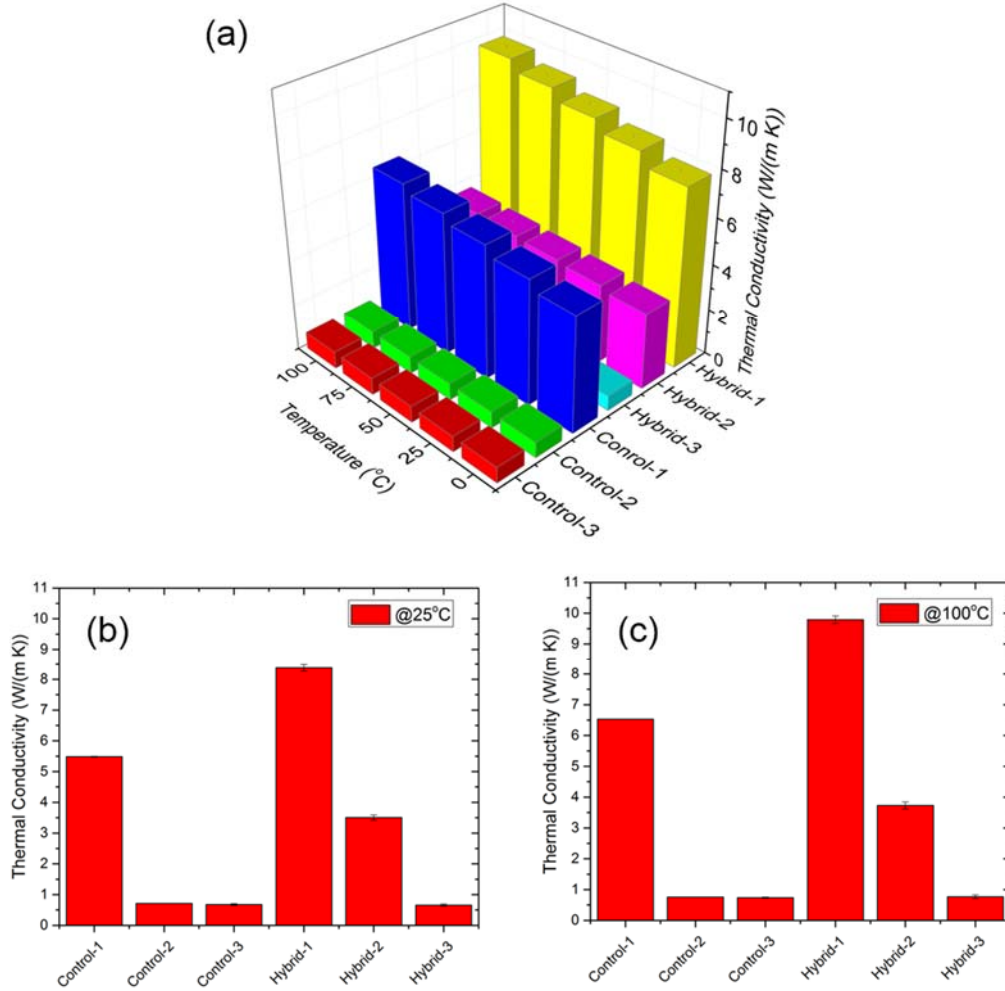 (a)
10
8
6
4
2
0
Thermal Conductivity (W/(m K))
100
75
50
25
0
Temperature (°C)
Hybrid-1
Hybrid-2
Hybrid-3
Conrol-1
Control-2
Control-3
(b)
@25°C
11
10
9
8
7
6
5
4
3
2
1
0
Thermal Conductivity (W/(m K))
Control-1
Control-2
Control-3
Hybrid-1
Hybrid-2
Hybrid-3
(c)
@100°C
11
10
9
8
7
6
5
4
3
2
1
0
Thermal Conductivity (W/(m K))
Control-1
Control-2
Control-3
Hybrid-1
Hybrid-2
Hybrid-3